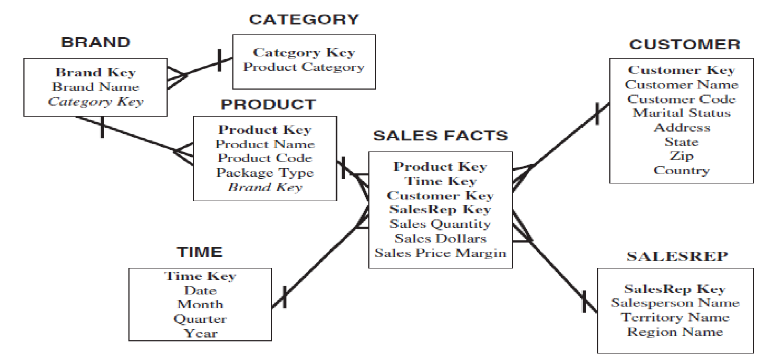 CATEGORY
Category Key
Product Category
BRAND
Brand Key
Brand Name
Category Key
PRODUCT
Product Key
Product Name
Product Code
Package Type
Brand Key
SALES FACTS
Product Key
Time Key
Customer Key
SalesRep Key
Sales Quantity
Sales Dollars
Sales Price Margin
CUSTOMER
Customer Key
Customer Name
Customer Code
Marital Status
Address
State
Zip
Country
TIME
Time Key
Date
Month
Quarter
Year
SALESREP
SalesRep Key
Salesperson Name
Territory Name
Region Name